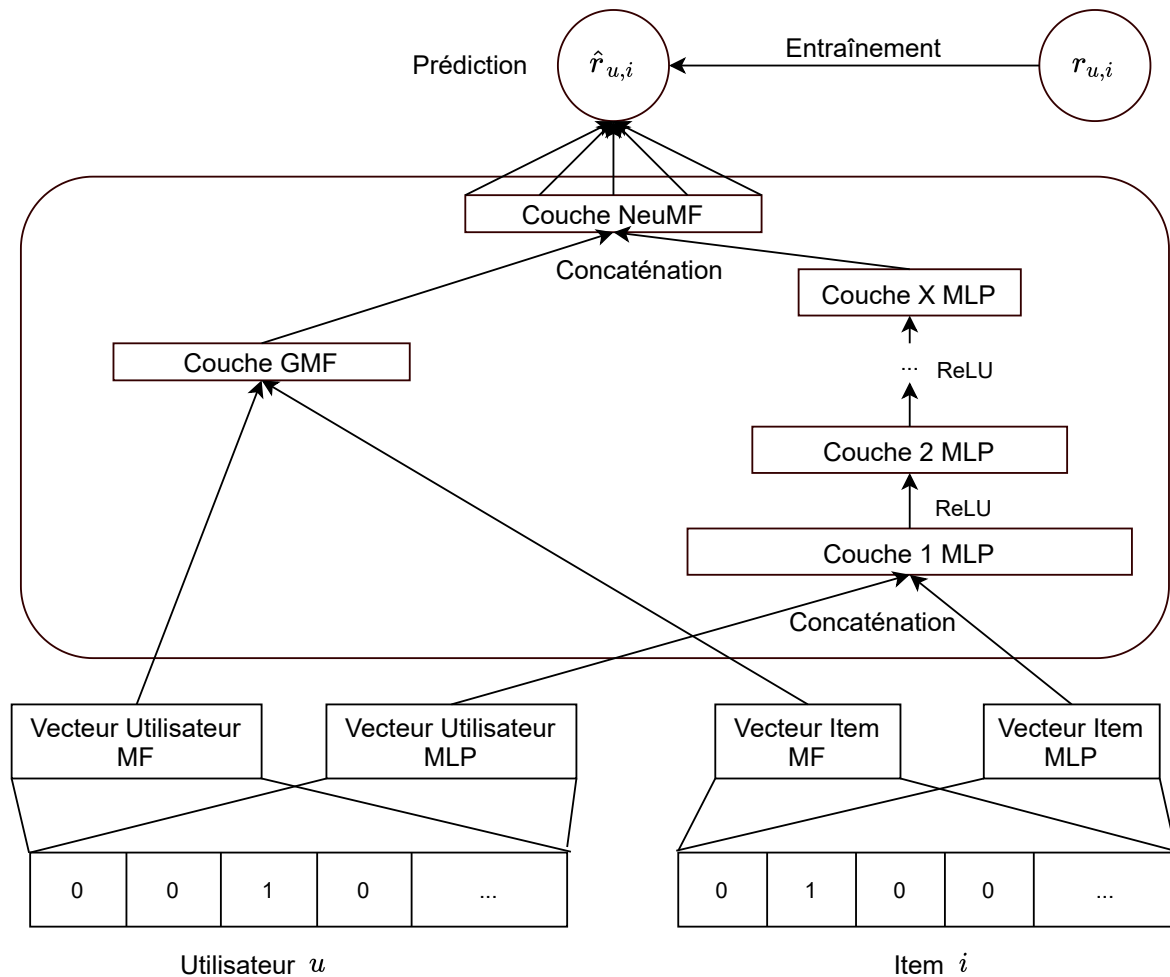 Prédiction
r̂u,i
Entraînement
ru,i
Couche NeuMF
Concaténation
Couche X MLP
Couche GMF
...
ReLU
Couche 2 MLP
ReLU
Couche 1 MLP
Concaténation
Vecteur Utilisateur
MF
Vecteur Utilisateur
MLP
Vecteur Item
MF
Vecteur Item
MLP
0 0 1 0 ...
0 1 0 0 ...
Utilisateur u
Item i